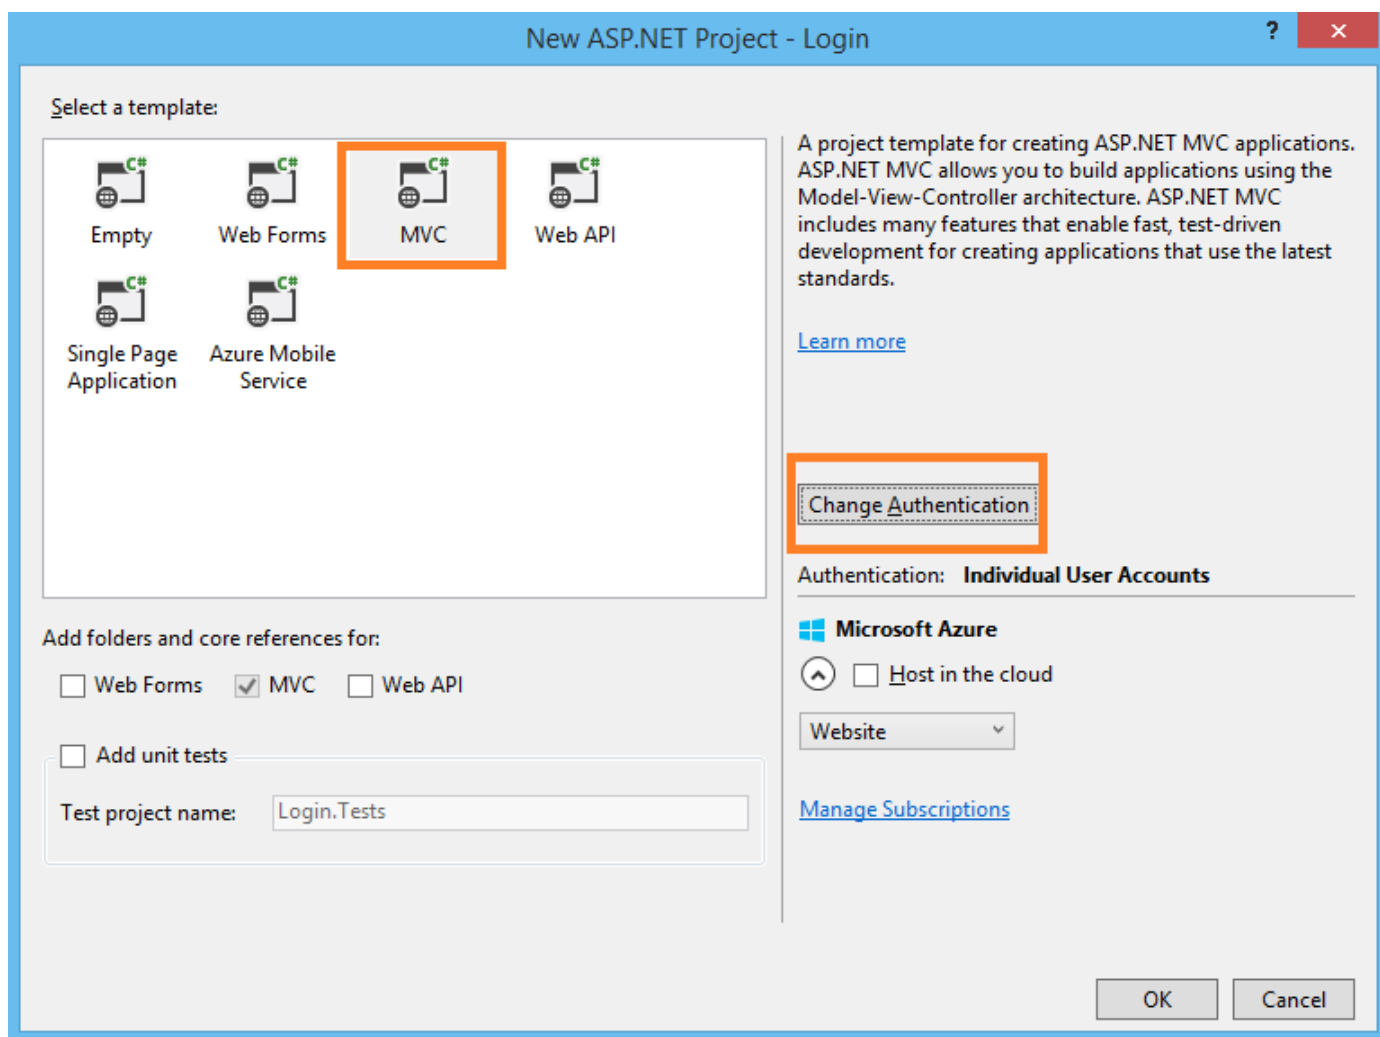 New ASP.NET Project - Login
?
Select a template:
C#
C#
C#
C#
Empty
Web Forms
MVC
Web API
C#
C#
Single Page
Application
Azure Mobile
Service
A project template for creating ASP.NET MVC applications.
ASP.NET MVC allows you to build applications using the
Model-View-Controller architecture. ASP.NET MVC
includes many features that enable fast, test-driven
development for creating applications that use the latest
standards.
Learn more
Change Authentication
Authentication: Individual User Accounts
Microsoft Azure
Host in the cloud
Website
Manage Subscriptions
Add folders and core references for:
Web Forms
MVC
Web API
Add unit tests
Test project name:
Login.Tests
OK
Cancel